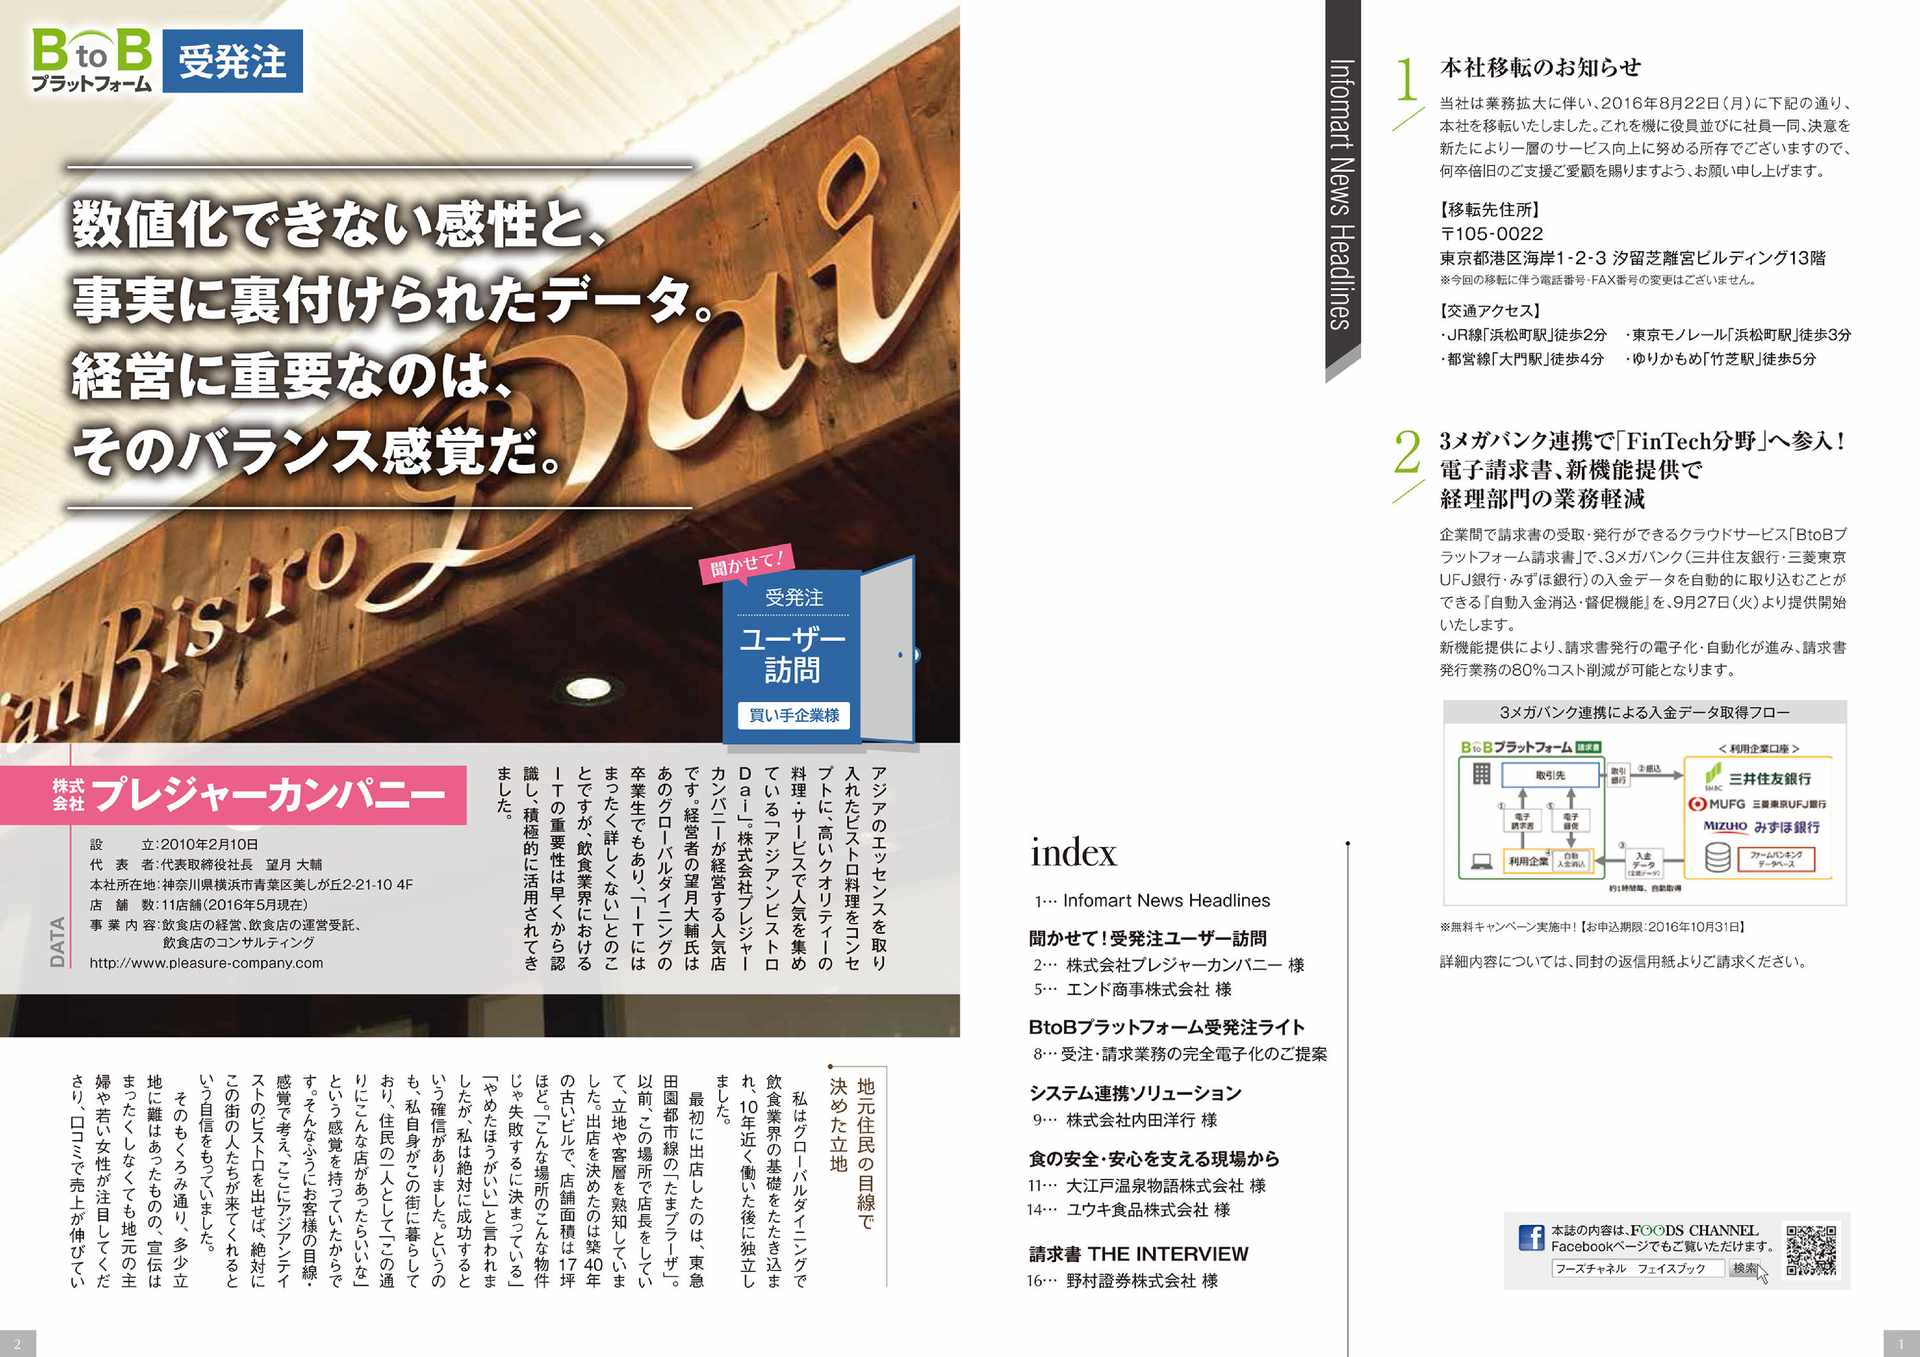 BtoB
プラットフォーム
受発注
数値化できない感性と、
事実に裏付けられたデータ。
経営に重要なのは、
そのバランス感覚だ。
ian Bistro Dai
聞かせて!
受発注
ユーザー
訪問
買い手企業様
株式
会社
プレジャーカンパニー
DATA
設　　　立:2010年2月10日
代　表　者:代表取締役社長　望月 大輔
本社所在地:神奈川県横浜市青葉区美しが丘2-21-10 4F
店　舗　数:11店舗(2016年5月現在)
事 業 内 容:飲食店の経営、飲食店の運営受託、
飲食店のコンサルティング
http://www.pleasure-company.com
アジアのエッセンスを取り
入れたビストロ料理をコンセ
プトに、高いクオリティーの
料理・サービスで人気を集め
ている「アジアンビストロ
Dai」。株式会社プレジャー
カンパニーが経営する人気店
です。経営者の望月大輔氏は
あのグローバルダイニングの
卒業生でもあり、「ITには
まったく詳しくない」とのこ
とですが、飲食業界における
ITの重要性は早くから認
識し、積極的に活用されてき
ました。
地元住民の目線で
決めた立地
私はグローバルダイニングで
飲食業界の基礎をたたき込ま
れ、10年近く働いた後に独立し
ました。
最初に出店したのは、東急
田園都市線の「たまプラーザ」。
以前、この場所で店長をしてい
て、立地や客層を熟知していま
した。出店を決めたのは築40年
の古いビルで、店舗面積は17坪
ほど。「こんな場所のこんな物件
じゃ失敗するに決まっている」
「やめたほうがいい」と言われま
したが、私は絶対に成功すると
いう確信がありました。というの
も、私自身がこの街に暮らして
おり、住民の一人として「この通
りにこんな店があったらいいな」
という感覚を持っていたからで
す。そんなふうにお客様の目線・
感覚で考え、ここにアジアンテイ
ストのビストロを出せば、絶対に
この街の人たちが来てくれると
いう自信をもっていました。
そのもくろみ通り、多少立
地に難はあったものの、宣伝は
まったくしなくても地元の主
婦や若い女性が注目してくだ
さり、口コミで売上が伸びてい
2
Infomart News Headlines
index
1… Infomart News Headlines
聞かせて!受発注ユーザー訪問
2… 株式会社プレジャーカンパニー 様
5… エンド商事株式会社 様
BtoBプラットフォーム受発注ライト
8… 受注・請求業務の完全電子化のご提案
システム連携ソリューション
9… 株式会社内田洋行 様
食の安全・安心を支える現場から
11… 大江戸温泉物語株式会社 様
14… ユウキ食品株式会社 様
請求書 THE INTERVIEW
16… 野村證券株式会社 様
1
本社移転のお知らせ
当社は業務拡大に伴い、2016年8月22日(月)に下記の通り、
本社を移転いたしました。これを機に役員並びに社員一同、決意を
新たにより一層のサービス向上に努める所存でございますので、
何卒倍旧のご支援ご愛顧を賜りますよう、お願い申し上げます。
【移転先住所】
〒105-0022
東京都港区海岸1-2-3 汐留芝離宮ビルディング13階
※今回の移転に伴う電話番号・FAX番号の変更はございません。
【交通アクセス】
・JR線「浜松町駅」徒歩2分　・東京モノレール「浜松町駅」徒歩3分
・都営線「大門駅」徒歩4分　・ゆりかもめ「竹芝駅」徒歩5分
2
3メガバンク連携で「FinTech分野」へ参入!
電子請求書、新機能提供で
経理部門の業務軽減
企業間で請求書の受取・発行ができるクラウドサービス「BtoBプ
ラットフォーム請求書」で、3メガバンク(三井住友銀行・三菱東京
UFJ銀行・みずほ銀行)の入金データを自動的に取り込むことが
できる『自動入金消込・督促機能』を、9月27日(火)より提供開始
いたします。
新機能提供により、請求書発行の電子化・自動化が進み、請求書
発行業務の80%コスト削減が可能となります。
3メガバンク連携による入金データ取得フロー
BtoBプラットフォーム 請求書
＜利用企業口座＞
取引先
取引
銀行
②振込
三井住友銀行
SMBC
MUFG 三菱東京UFJ銀行
MIZUHO みずほ銀行
①
電子
請求書
⑤
電子
督促
利用企業
④
自動
入金消込
③
入金
データ
(全銀データ)
ファームバンキング
データベース
約1時間毎、自動取得
※無料キャンペーン実施中!【お申込期限:2016年10月31日】
詳細内容については、同封の返信用紙よりご請求ください。
本誌の内容は、FOODS CHANNEL
Facebookページでもご覧いただけます。
フーズチャネル　フェイスブック
検索
1